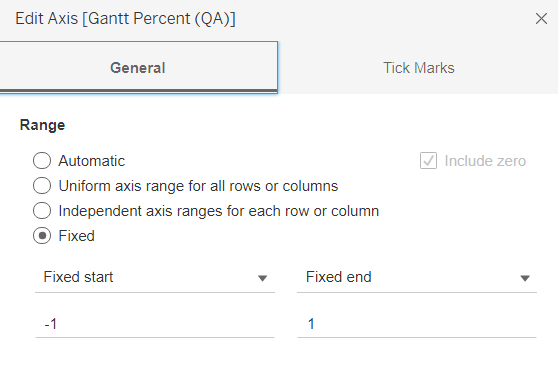 Edit Axis [Gantt Percent (QA)]
General
Tick Marks
Range
Automatic
Include zero
Uniform axis range for all rows or columns
Independent axis ranges for each row or column
Fixed
Fixed start
Fixed end
-1
1